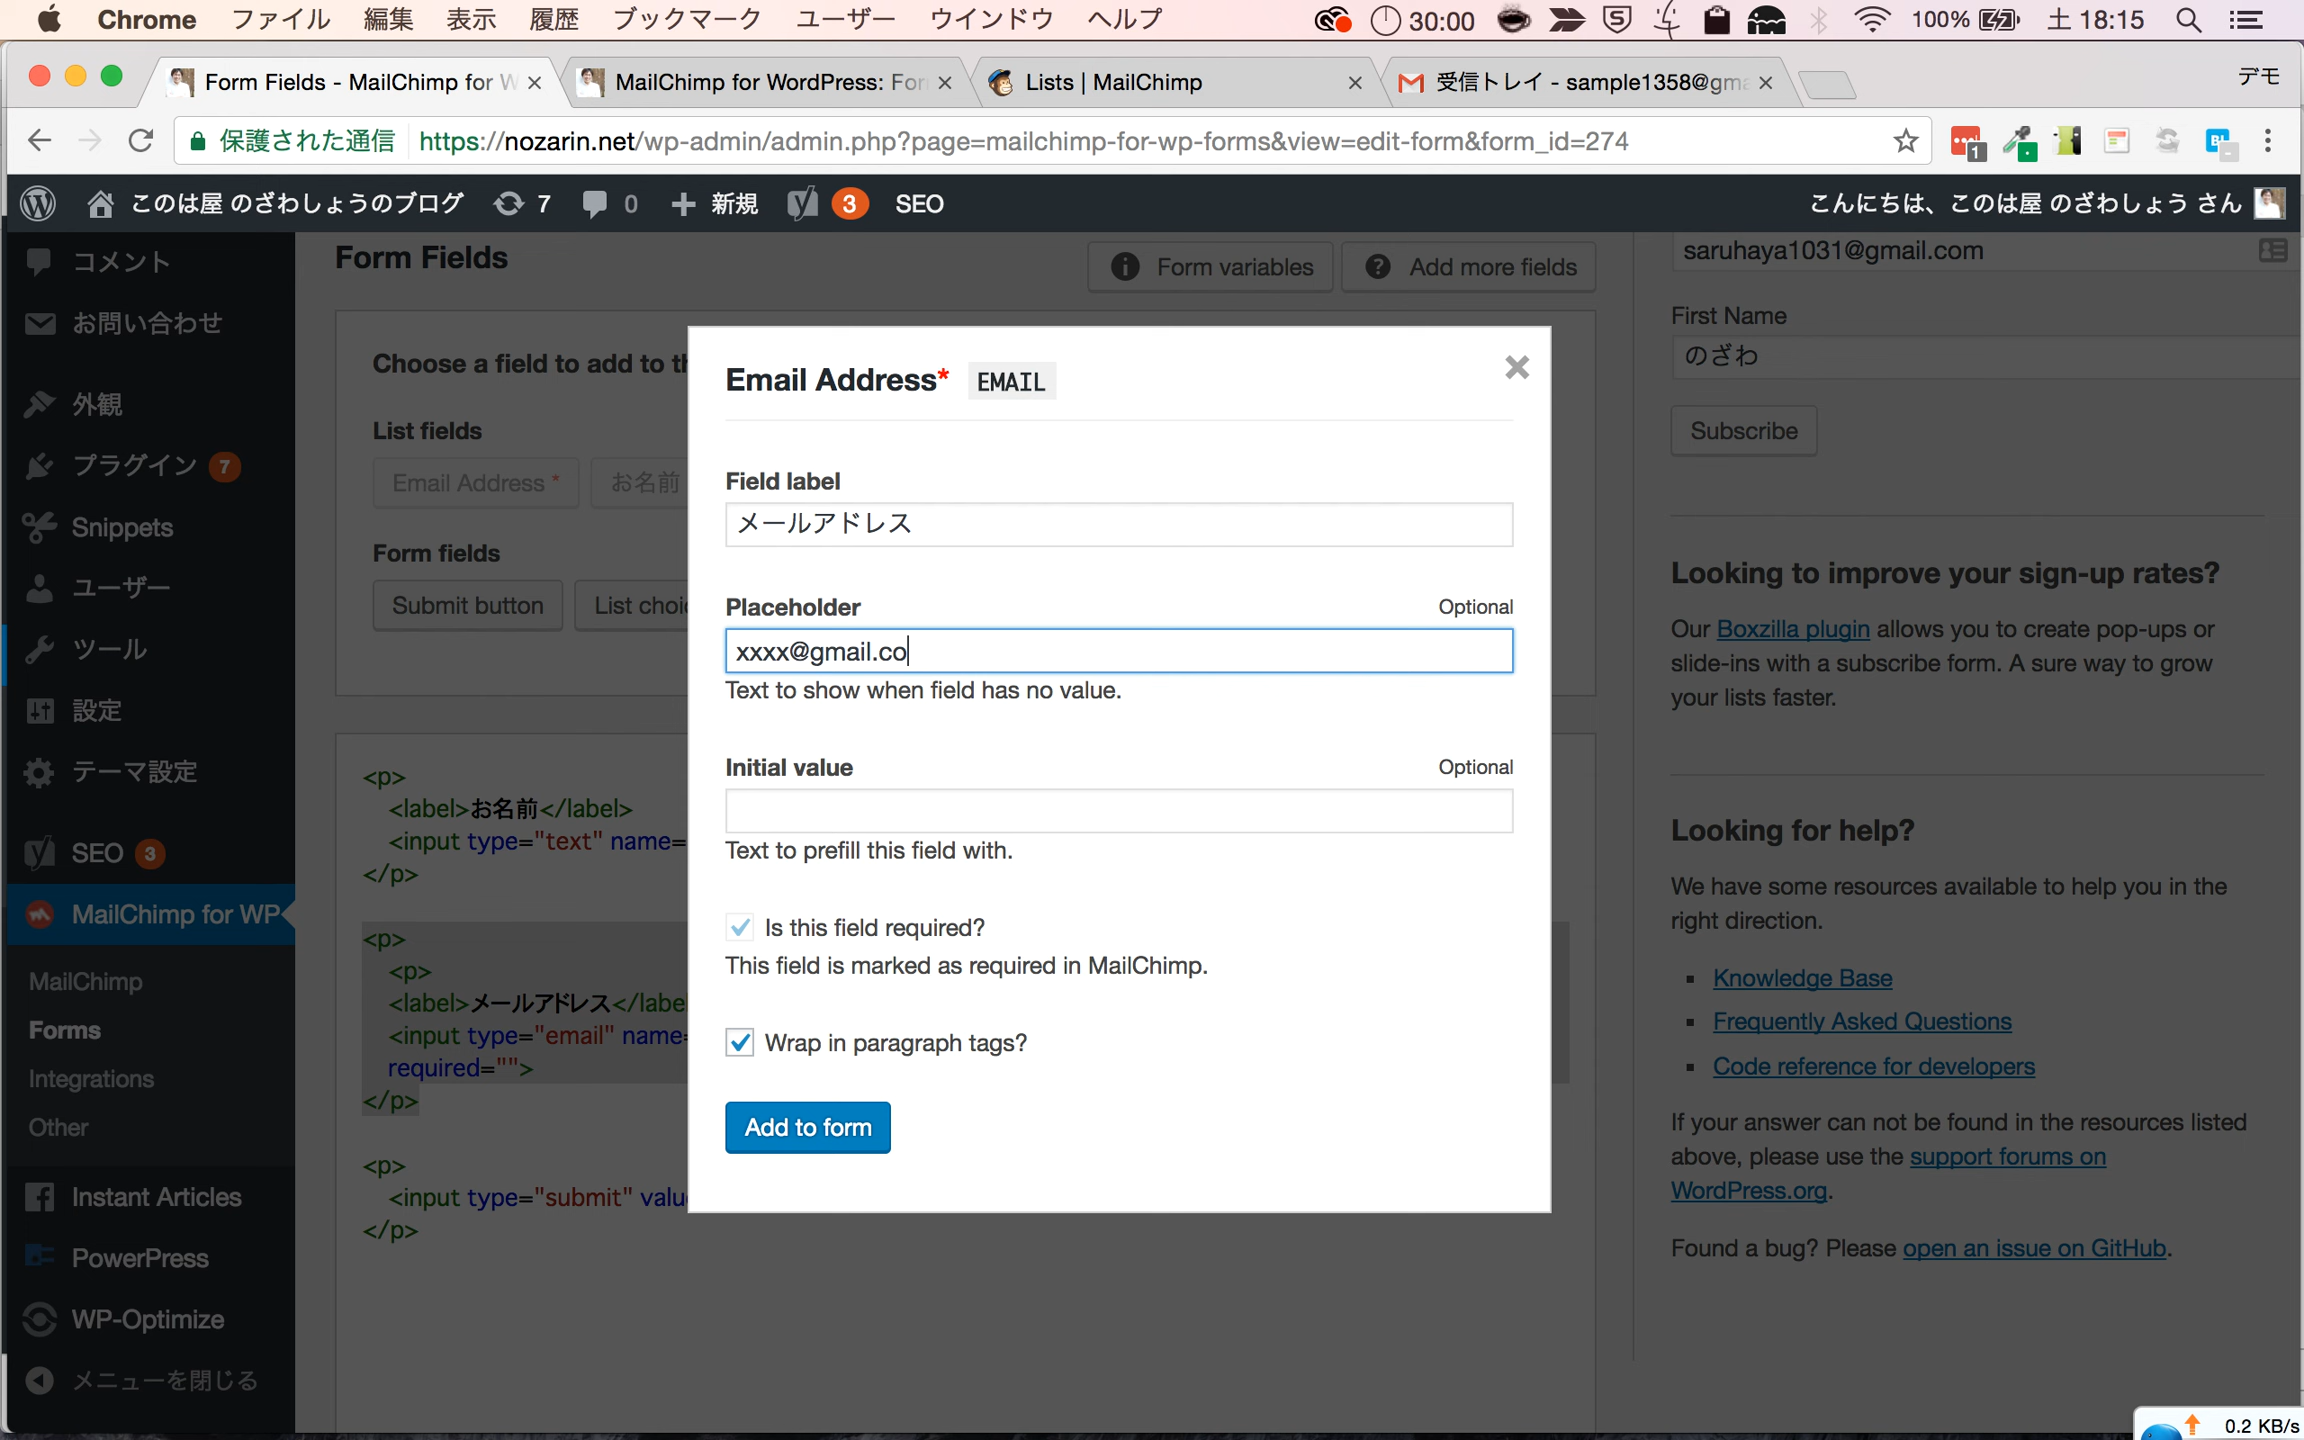 Chrome ファイル 編集 表示 履歴 ブックマーク ユーザー ウインドウ ヘルプ 30:00 100% 土 18:15
Form Fields - MailChimp for W
MailChimp for WordPress: For
Lists | MailChimp
受信トレイ - sample1358@gma
デモ
保護された通信 https://nozarin.net/wp-admin/admin.php?page=mailchimp-for-wp-forms&view=edit-form&form_id=274
1
このは屋 のざわしょうのブログ 7 0 新規 3 SEO
こんにちは、このは屋 のざわしょう さん
コメント
お問い合わせ
外観
プラグイン 7
Snippets
ユーザー
ツール
設定
テーマ設定
SEO 3
MailChimp for WP
MailChimp
Forms
Integrations
Other
Instant Articles
PowerPress
WP-Optimize
メニューを閉じる
Form Fields
Form variables
Add more fields
Choose a field to add to th
List fields
Email Address *
お名前
Form fields
Submit button
List choic
<p>
<label>お名前</label>
<input type="text" name=
</p>
<p>
<p>
<label>メールアドレス</label
<input type="email" name=
required="">
</p>
<p>
<input type="submit" valu
</p>
Email Address* EMAIL
Field label
メールアドレス
Placeholder Optional
xxxx@gmail.co
Text to show when field has no value.
Initial value Optional
Text to prefill this field with.
Is this field required?
This field is marked as required in MailChimp.
Wrap in paragraph tags?
Add to form
saruhaya1031@gmail.com
First Name
のざわ
Subscribe
Looking to improve your sign-up rates?
Our Boxzilla plugin allows you to create pop-ups or
slide-ins with a subscribe form. A sure way to grow
your lists faster.
Looking for help?
We have some resources available to help you in the
right direction.
Knowledge Base
Frequently Asked Questions
Code reference for developers
If your answer can not be found in the resources listed
above, please use the support forums on
WordPress.org.
Found a bug? Please open an issue on GitHub.
0.2 KB/s